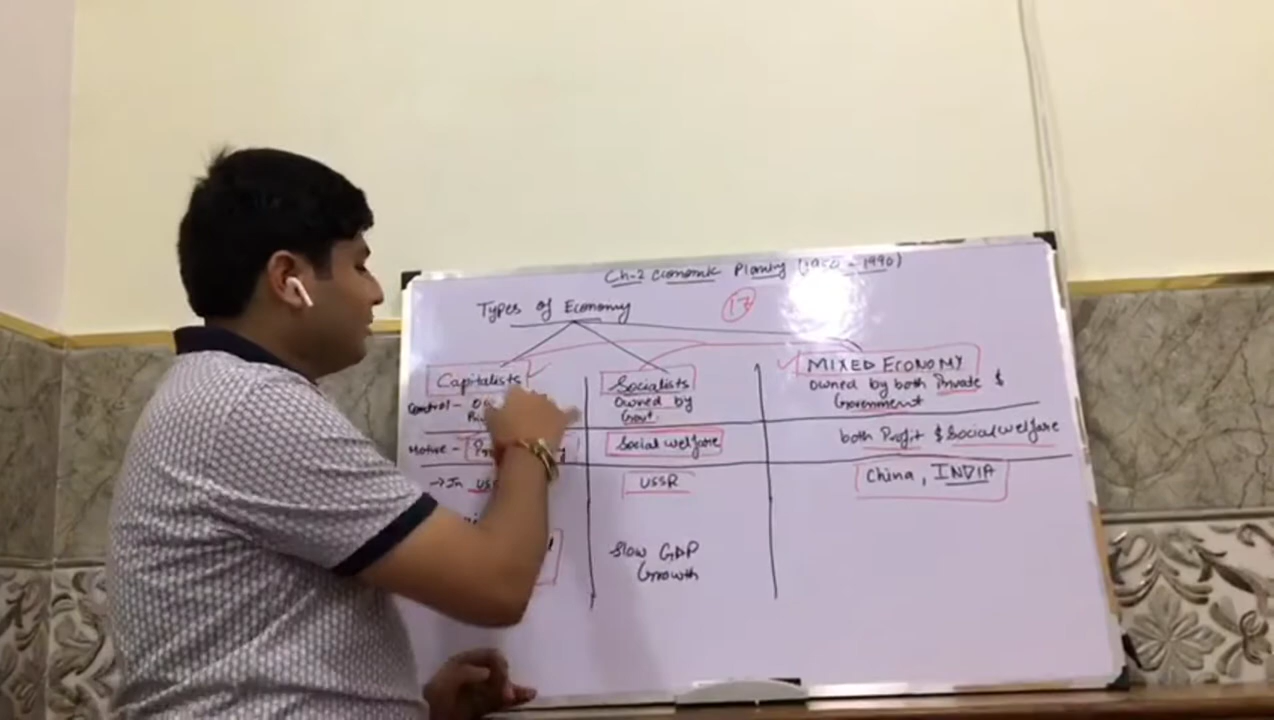 Ch-2 Economic Planning (1950-1990)
Types of Economy
17
Capitalists
Control -
Motive -
→ In
Socialists
Owned by
Govt.
Social welfare
USSR
Slow GDP
Growth
MIXED ECONOMY
Owned by both Private &
Government
both Profit & Social welfare
China, INDIA